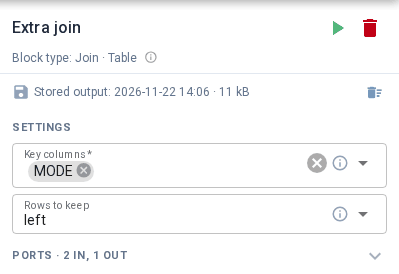 Extra join
Block type: Join · Table
Stored output: 2026-11-22 14:06 · 11 kB
SETTINGS
Key columns*
MODE
Rows to keep
left
PORTS · 2 IN, 1 OUT